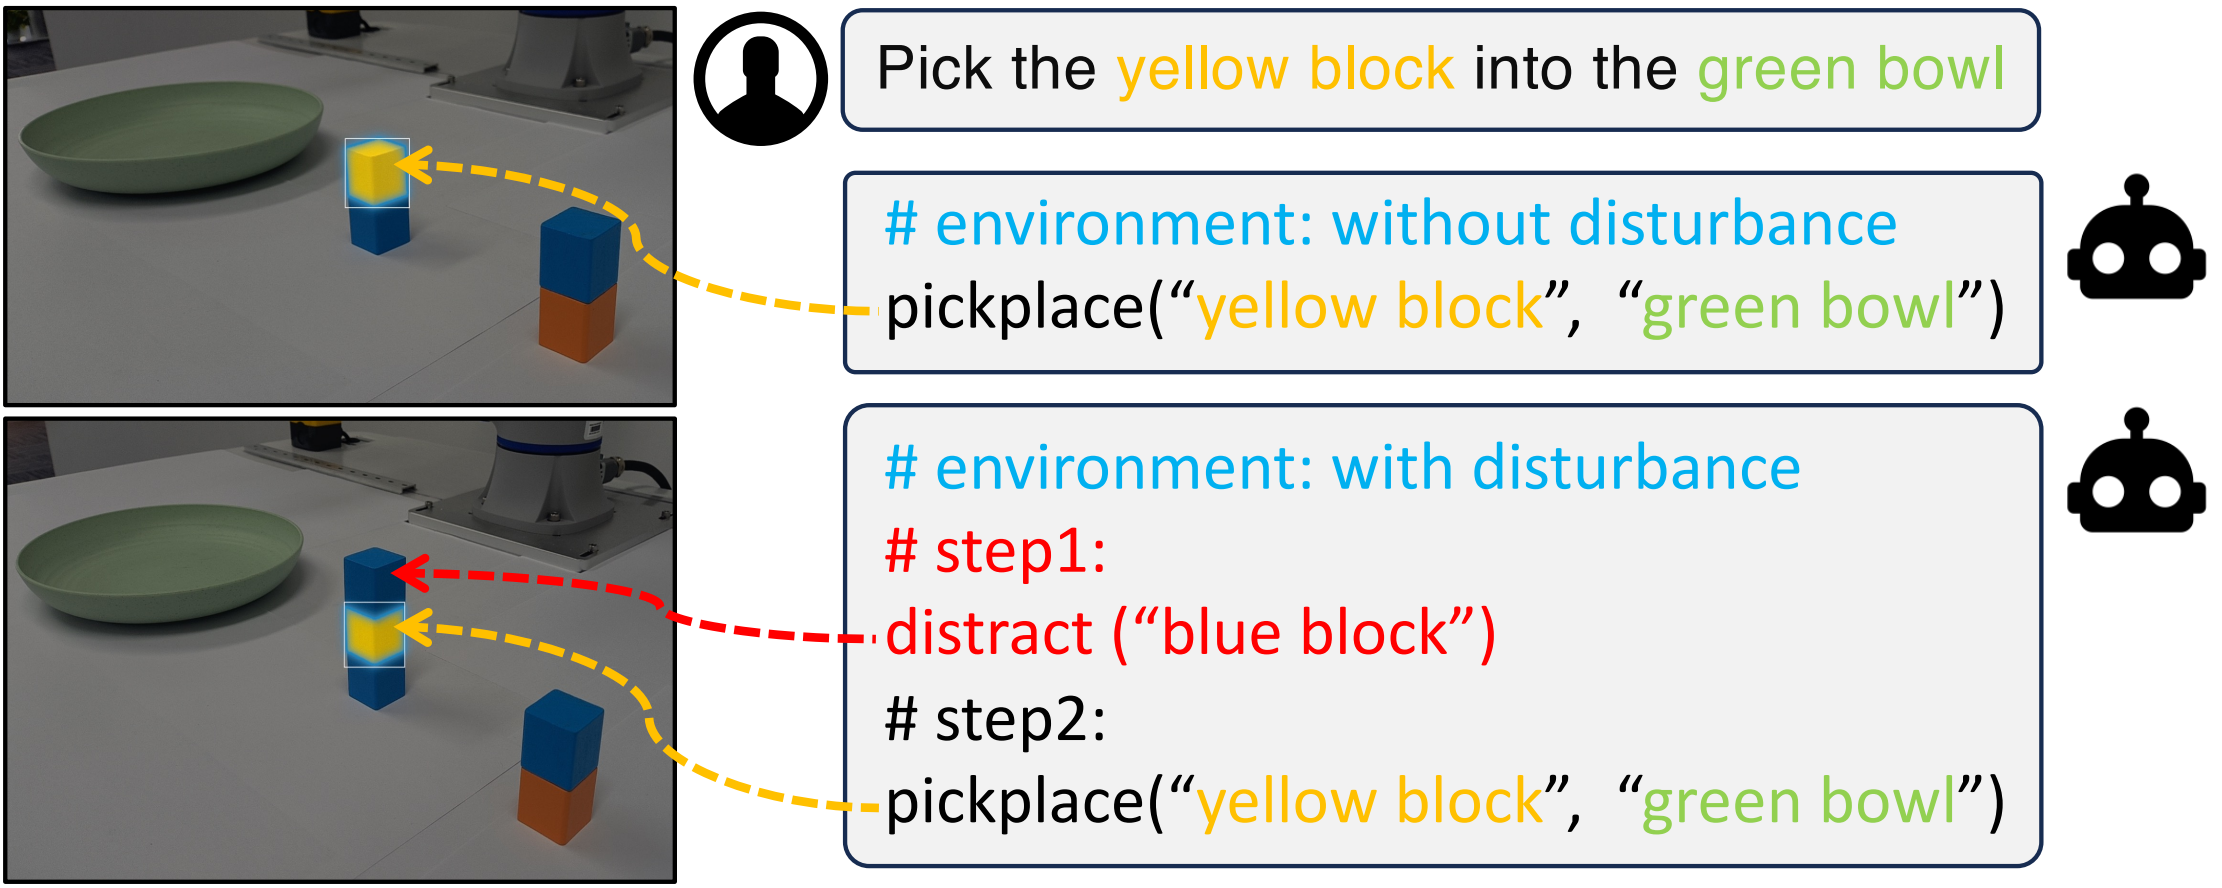 Pick the yellow block into the green bowl
# environment: without disturbance
pickplace(“yellow block”, “green bowl”)
# environment: with disturbance
# step1:
distract (“blue block”)
# step2:
pickplace(“yellow block”, “green bowl”)